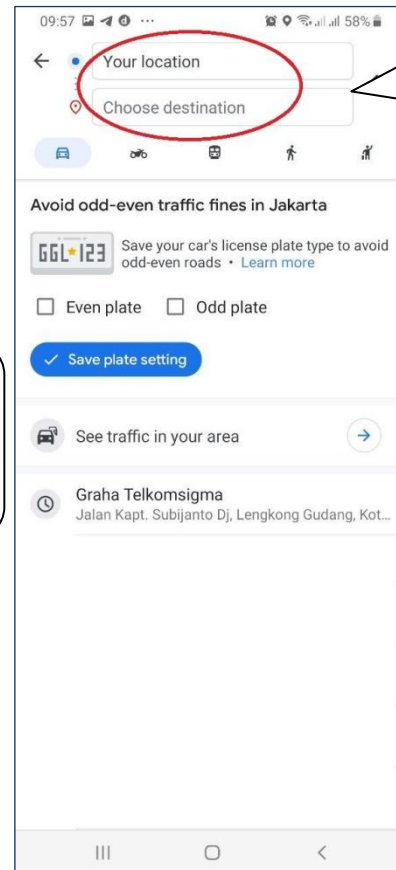 09:57 58%
Your location
Choose destination
Avoid odd-even traffic fines in Jakarta
GGL★123
Save your car's license plate type to avoid
odd-even roads • Learn more
Even plate Odd plate
Save plate setting
See traffic in your area
Graha Telkomsigma
Jalan Kapt. Subijanto Dj, Lengkong Gudang, Kot...